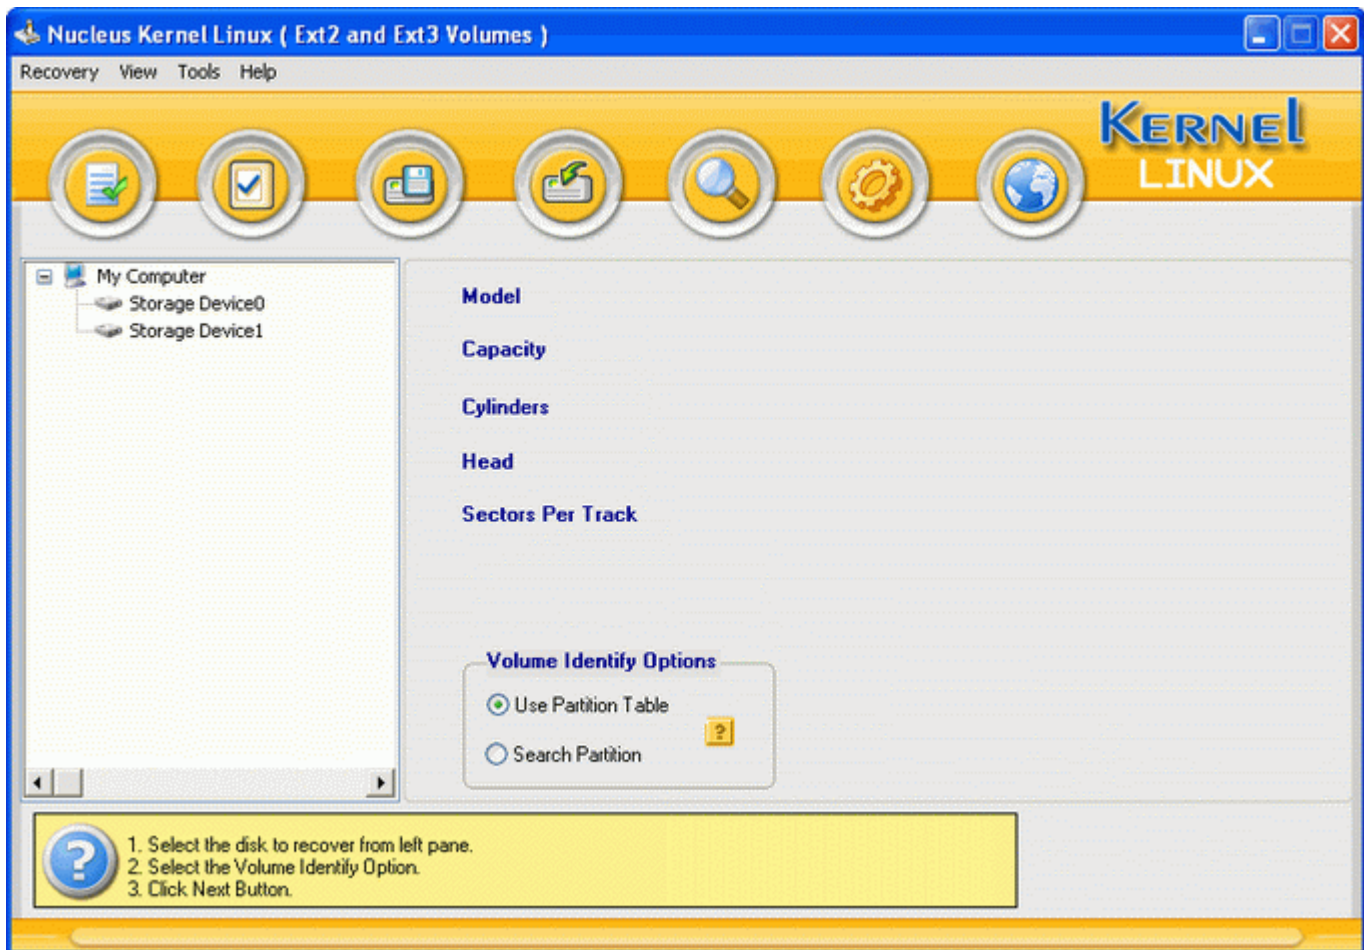 Nucleus Kernel Linux ( Ext2 and Ext3 Volumes )
Recovery View Tools Help
KERNEl
LINUX
My Computer
Storage Device0
Storage Device1
Model
Capacity
Cylinders
Head
Sectors Per Track
Volume Identify Options
Use Partition Table
?
Search Partition
?
1. Select the disk to recover from left pane.
2. Select the Volume Identify Option.
3. Click Next Button.